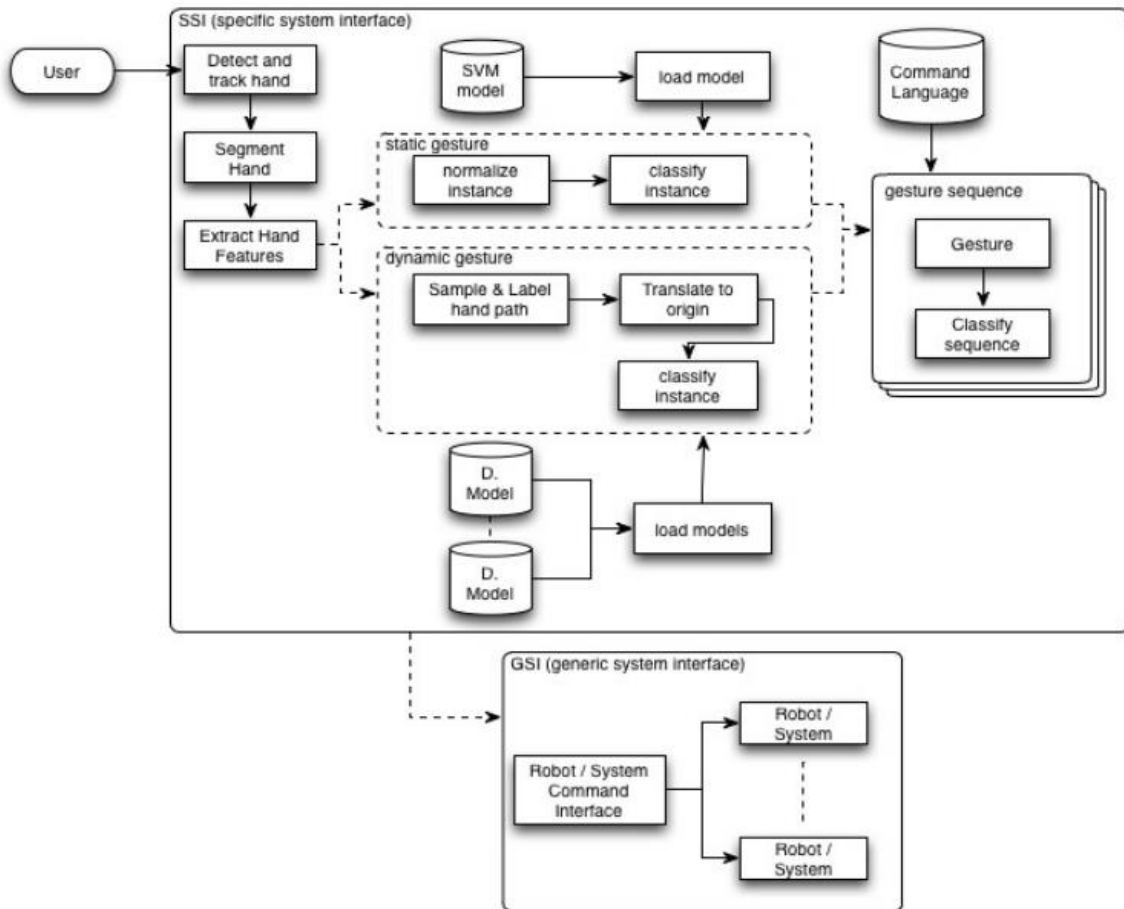 SSI (specific system interface)
User
Detect and
track hand
SVM
model
load model
Command
Language
Segment
Hand
static gesture
normalize
instance
classify
instance
gesture sequence
Extract Hand
Features
Gesture
dynamic gesture
Sample & Label
hand path
Translate to
origin
Classify
sequence
classify
instance
D.
Model
load models
D.
Model
GSI (generic system interface)
Robot /
System
Robot / System
Command
Interface
Robot /
System